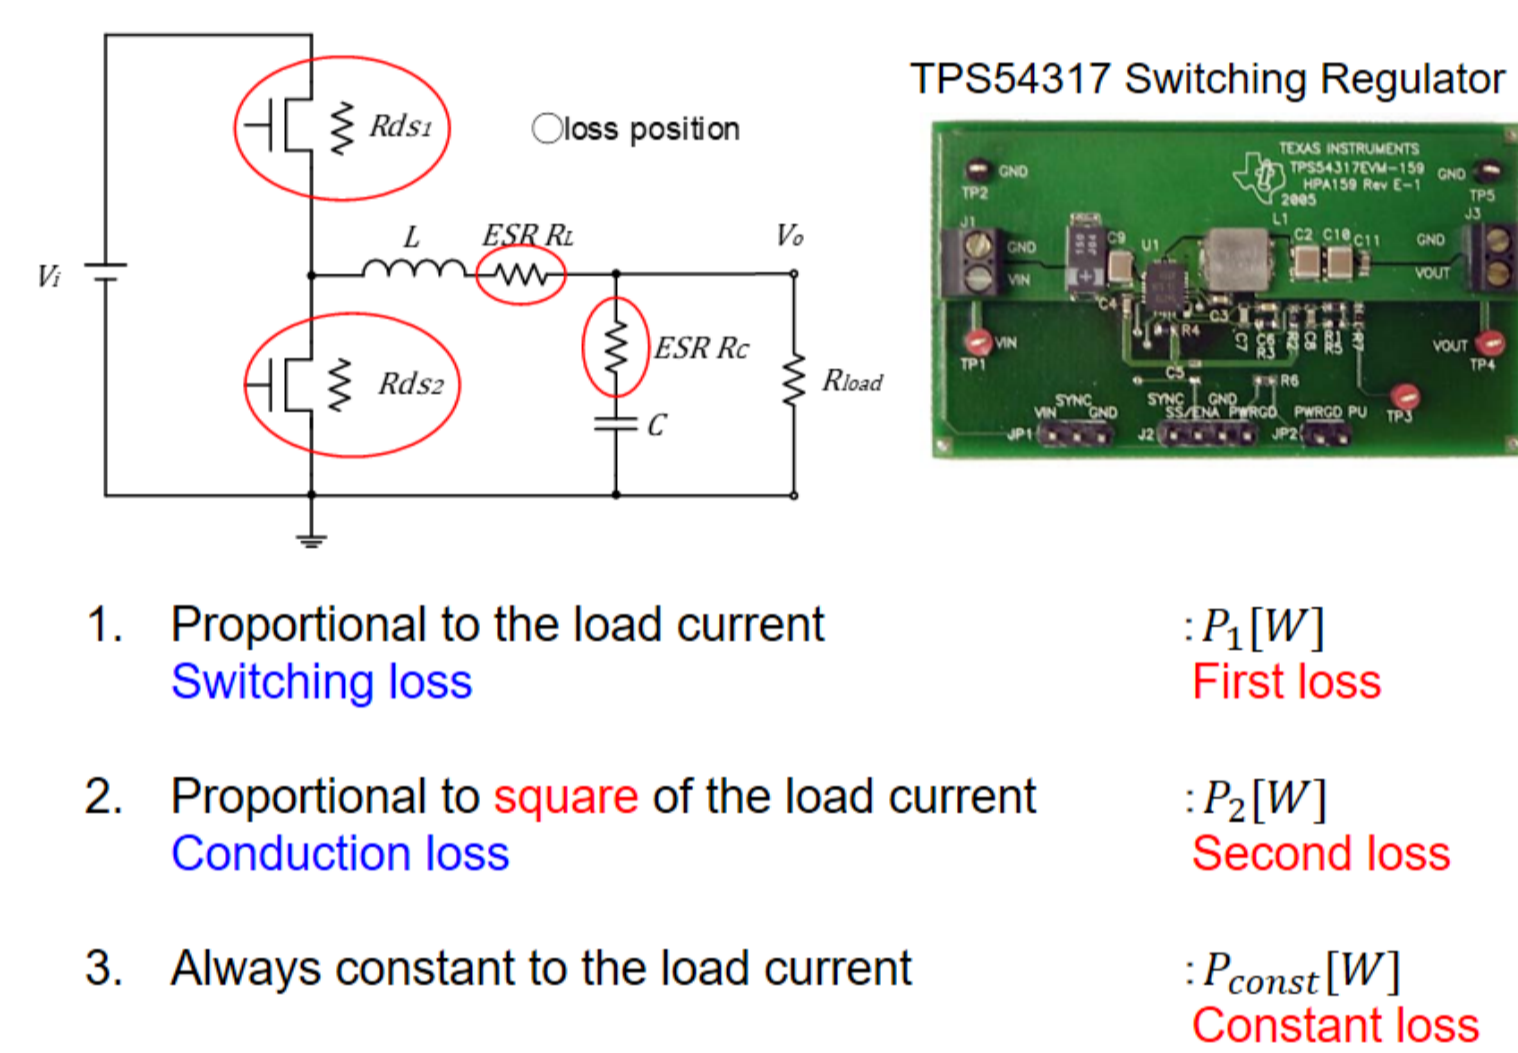 TPS54317 Switching Regulator
Rds1
loss position
L
ESR RL
Vo
Vi
ESR RC
Rds2
Rload
C
TEXAS INSTRUMENTS
TPS54317EVM-159
HPA159 Rev E-1
2005
GND
TP2
GND
TP5
J1
J3
L1
C9
U1
C2 C10 C11
GND
GND
VIN
VOUT
C4
C3
R4
C7
R2
VIN
TP1
VOUT
TP4
C5
R6
TP3
SYNC
VIN GND
JP1
SYNC GND
SS/ENA PWRGD
J2
PWRGD PU
JP2
1. Proportional to the load current :P1[W]
Switching loss First loss
2. Proportional to square of the load current :P2[W]
Conduction loss Second loss
3. Always constant to the load current :Pconst[W]
Constant loss